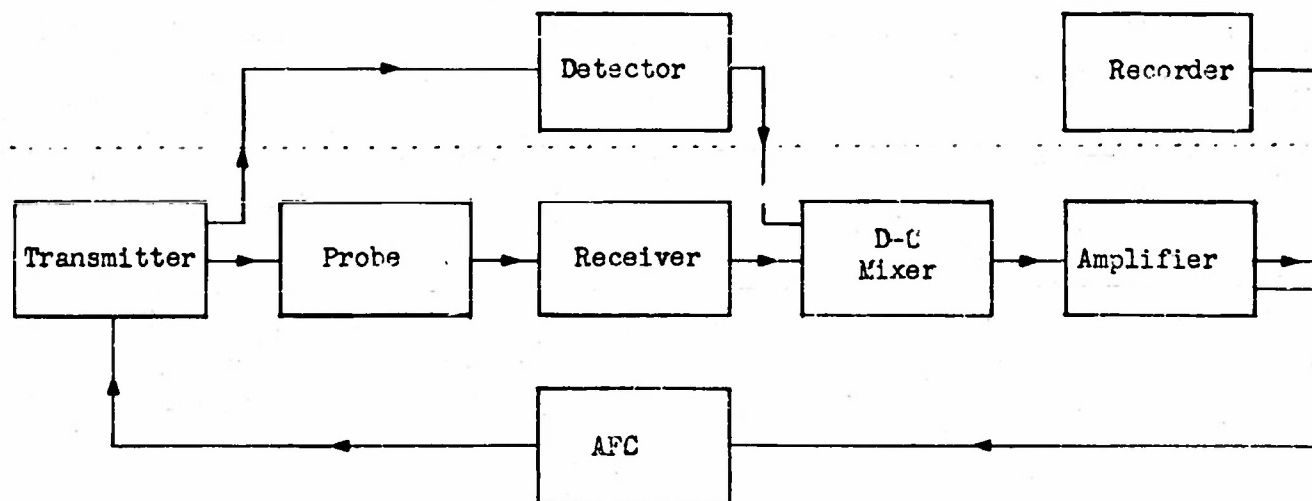 Detector
Recorder
Transmitter
Probe
Receiver
D-C
Mixer
Amplifier
AFC